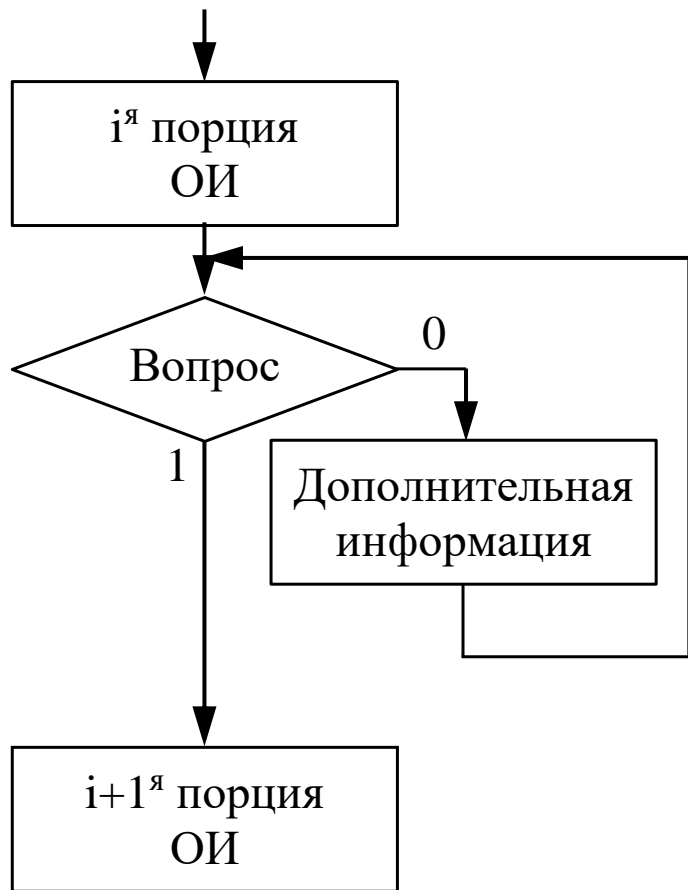 iя порция
ОИ
Вопрос
0
1
Дополнительная
информация
i+1я порция
ОИ